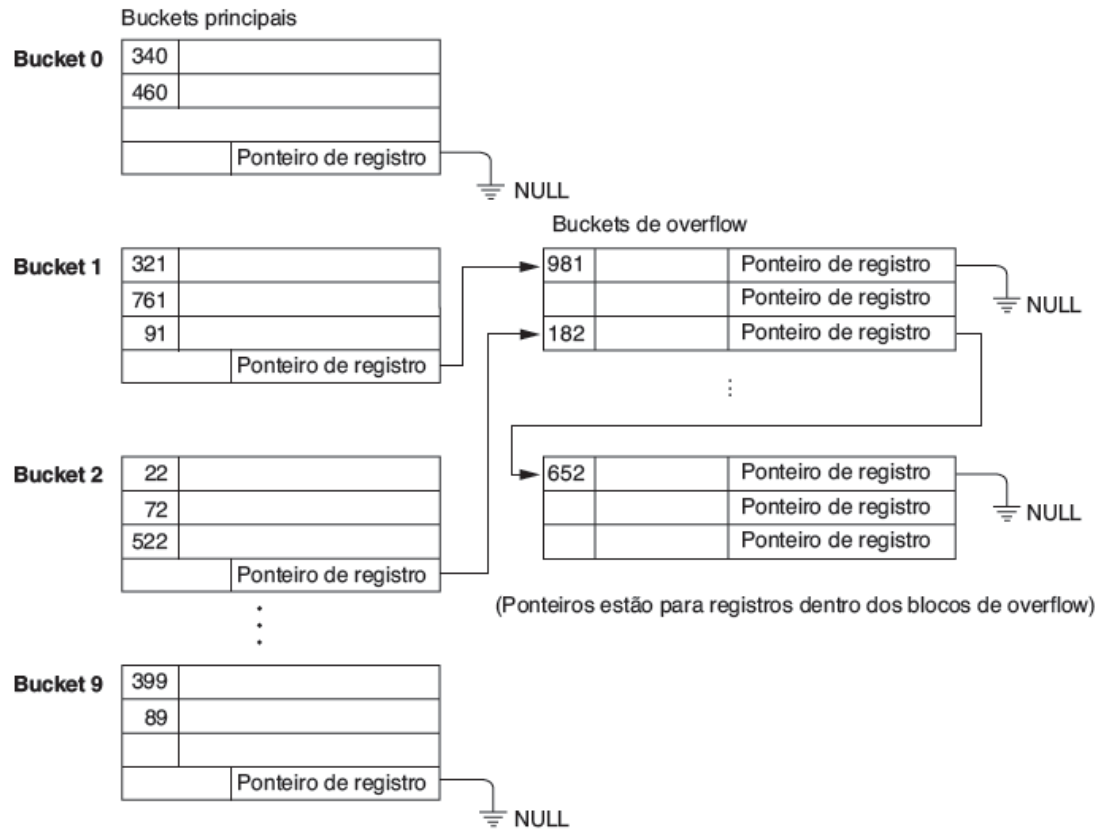 Buckets principais
Bucket 0
340
460
Ponteiro de registro
NULL
Buckets de overflow
Bucket 1
321
761
91
Ponteiro de registro
981 Ponteiro de registro
Ponteiro de registro
182 Ponteiro de registro
NULL
Bucket 2
22
72
522
Ponteiro de registro
652 Ponteiro de registro
Ponteiro de registro
Ponteiro de registro
NULL
(Ponteiros estão para registros dentro dos blocos de overflow)
Bucket 9
399
89
Ponteiro de registro
NULL